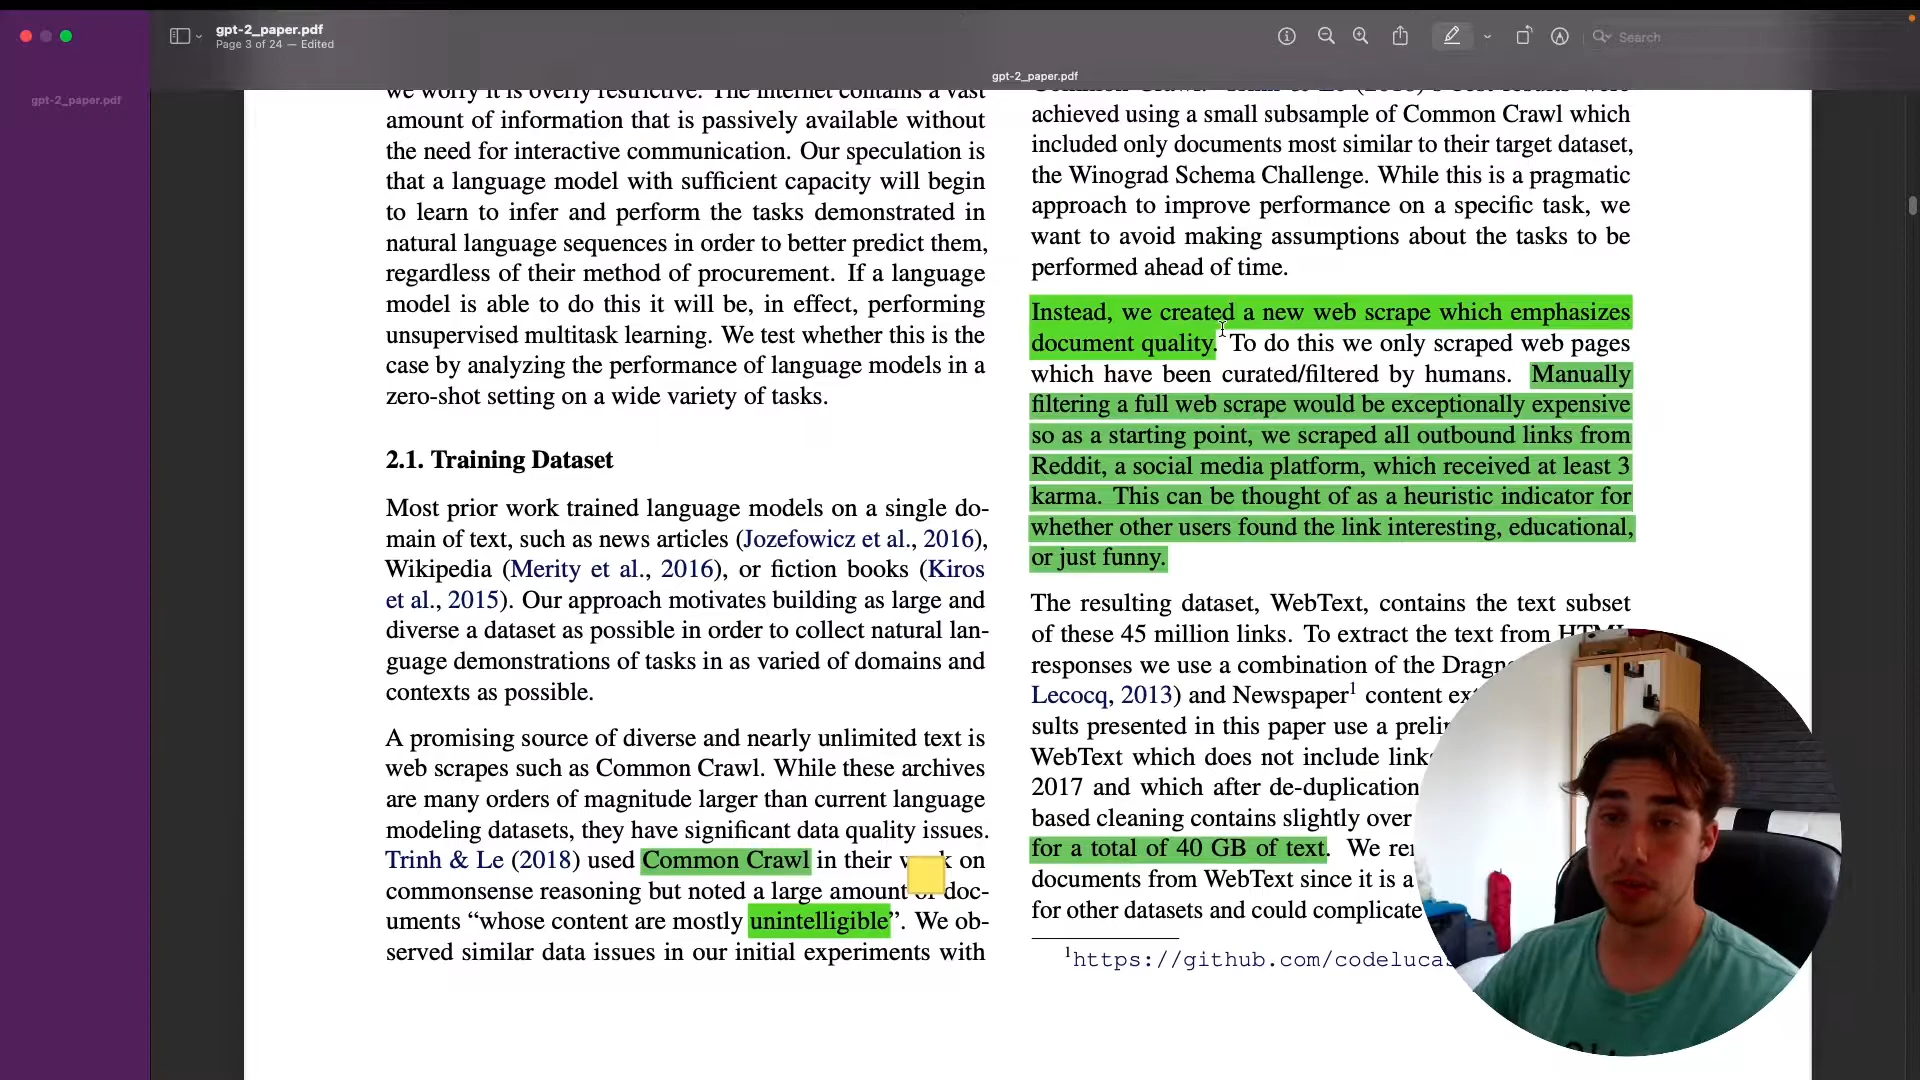 gpt-2_paper.pdf
Page 3 of 24 — Edited
Search
gpt-2_paper.pdf
gpt-2_paper.pdf
we worry it is overly restrictive. The internet contains a vast
amount of information that is passively available without
the need for interactive communication. Our speculation is
that a language model with sufficient capacity will begin
to learn to infer and perform the tasks demonstrated in
natural language sequences in order to better predict them,
regardless of their method of procurement. If a language
model is able to do this it will be, in effect, performing
unsupervised multitask learning. We test whether this is the
case by analyzing the performance of language models in a
zero-shot setting on a wide variety of tasks.
2.1. Training Dataset
Most prior work trained language models on a single do-
main of text, such as news articles (Jozefowicz et al., 2016),
Wikipedia (Merity et al., 2016), or fiction books (Kiros
et al., 2015). Our approach motivates building as large and
diverse a dataset as possible in order to collect natural lan-
guage demonstrations of tasks in as varied of domains and
contexts as possible.
A promising source of diverse and nearly unlimited text is
web scrapes such as Common Crawl. While these archives
are many orders of magnitude larger than current language
modeling datasets, they have significant data quality issues.
Trinh & Le (2018) used Common Crawl in their work on
commonsense reasoning but noted a large amount of doc-
uments “whose content are mostly unintelligible”. We ob-
served similar data issues in our initial experiments with
achieved using a small subsample of Common Crawl which
included only documents most similar to their target dataset,
the Winograd Schema Challenge. While this is a pragmatic
approach to improve performance on a specific task, we
want to avoid making assumptions about the tasks to be
performed ahead of time.
Instead, we created a new web scrape which emphasizes
document quality. To do this we only scraped web pages
which have been curated/filtered by humans. Manually
filtering a full web scrape would be exceptionally expensive
so as a starting point, we scraped all outbound links from
Reddit, a social media platform, which received at least 3
karma. This can be thought of as a heuristic indicator for
whether other users found the link interesting, educational,
or just funny.
The resulting dataset, WebText, contains the text subset
of these 45 million links. To extract the text from HTML
responses we use a combination of the Dragn
Lecocq, 2013) and Newspaper¹ content ex
sults presented in this paper use a preli
WebText which does not include link
2017 and which after de-duplication
based cleaning contains slightly over
for a total of 40 GB of text. We re
documents from WebText since it is a
for other datasets and could complicate
¹https://github.com/codeluca